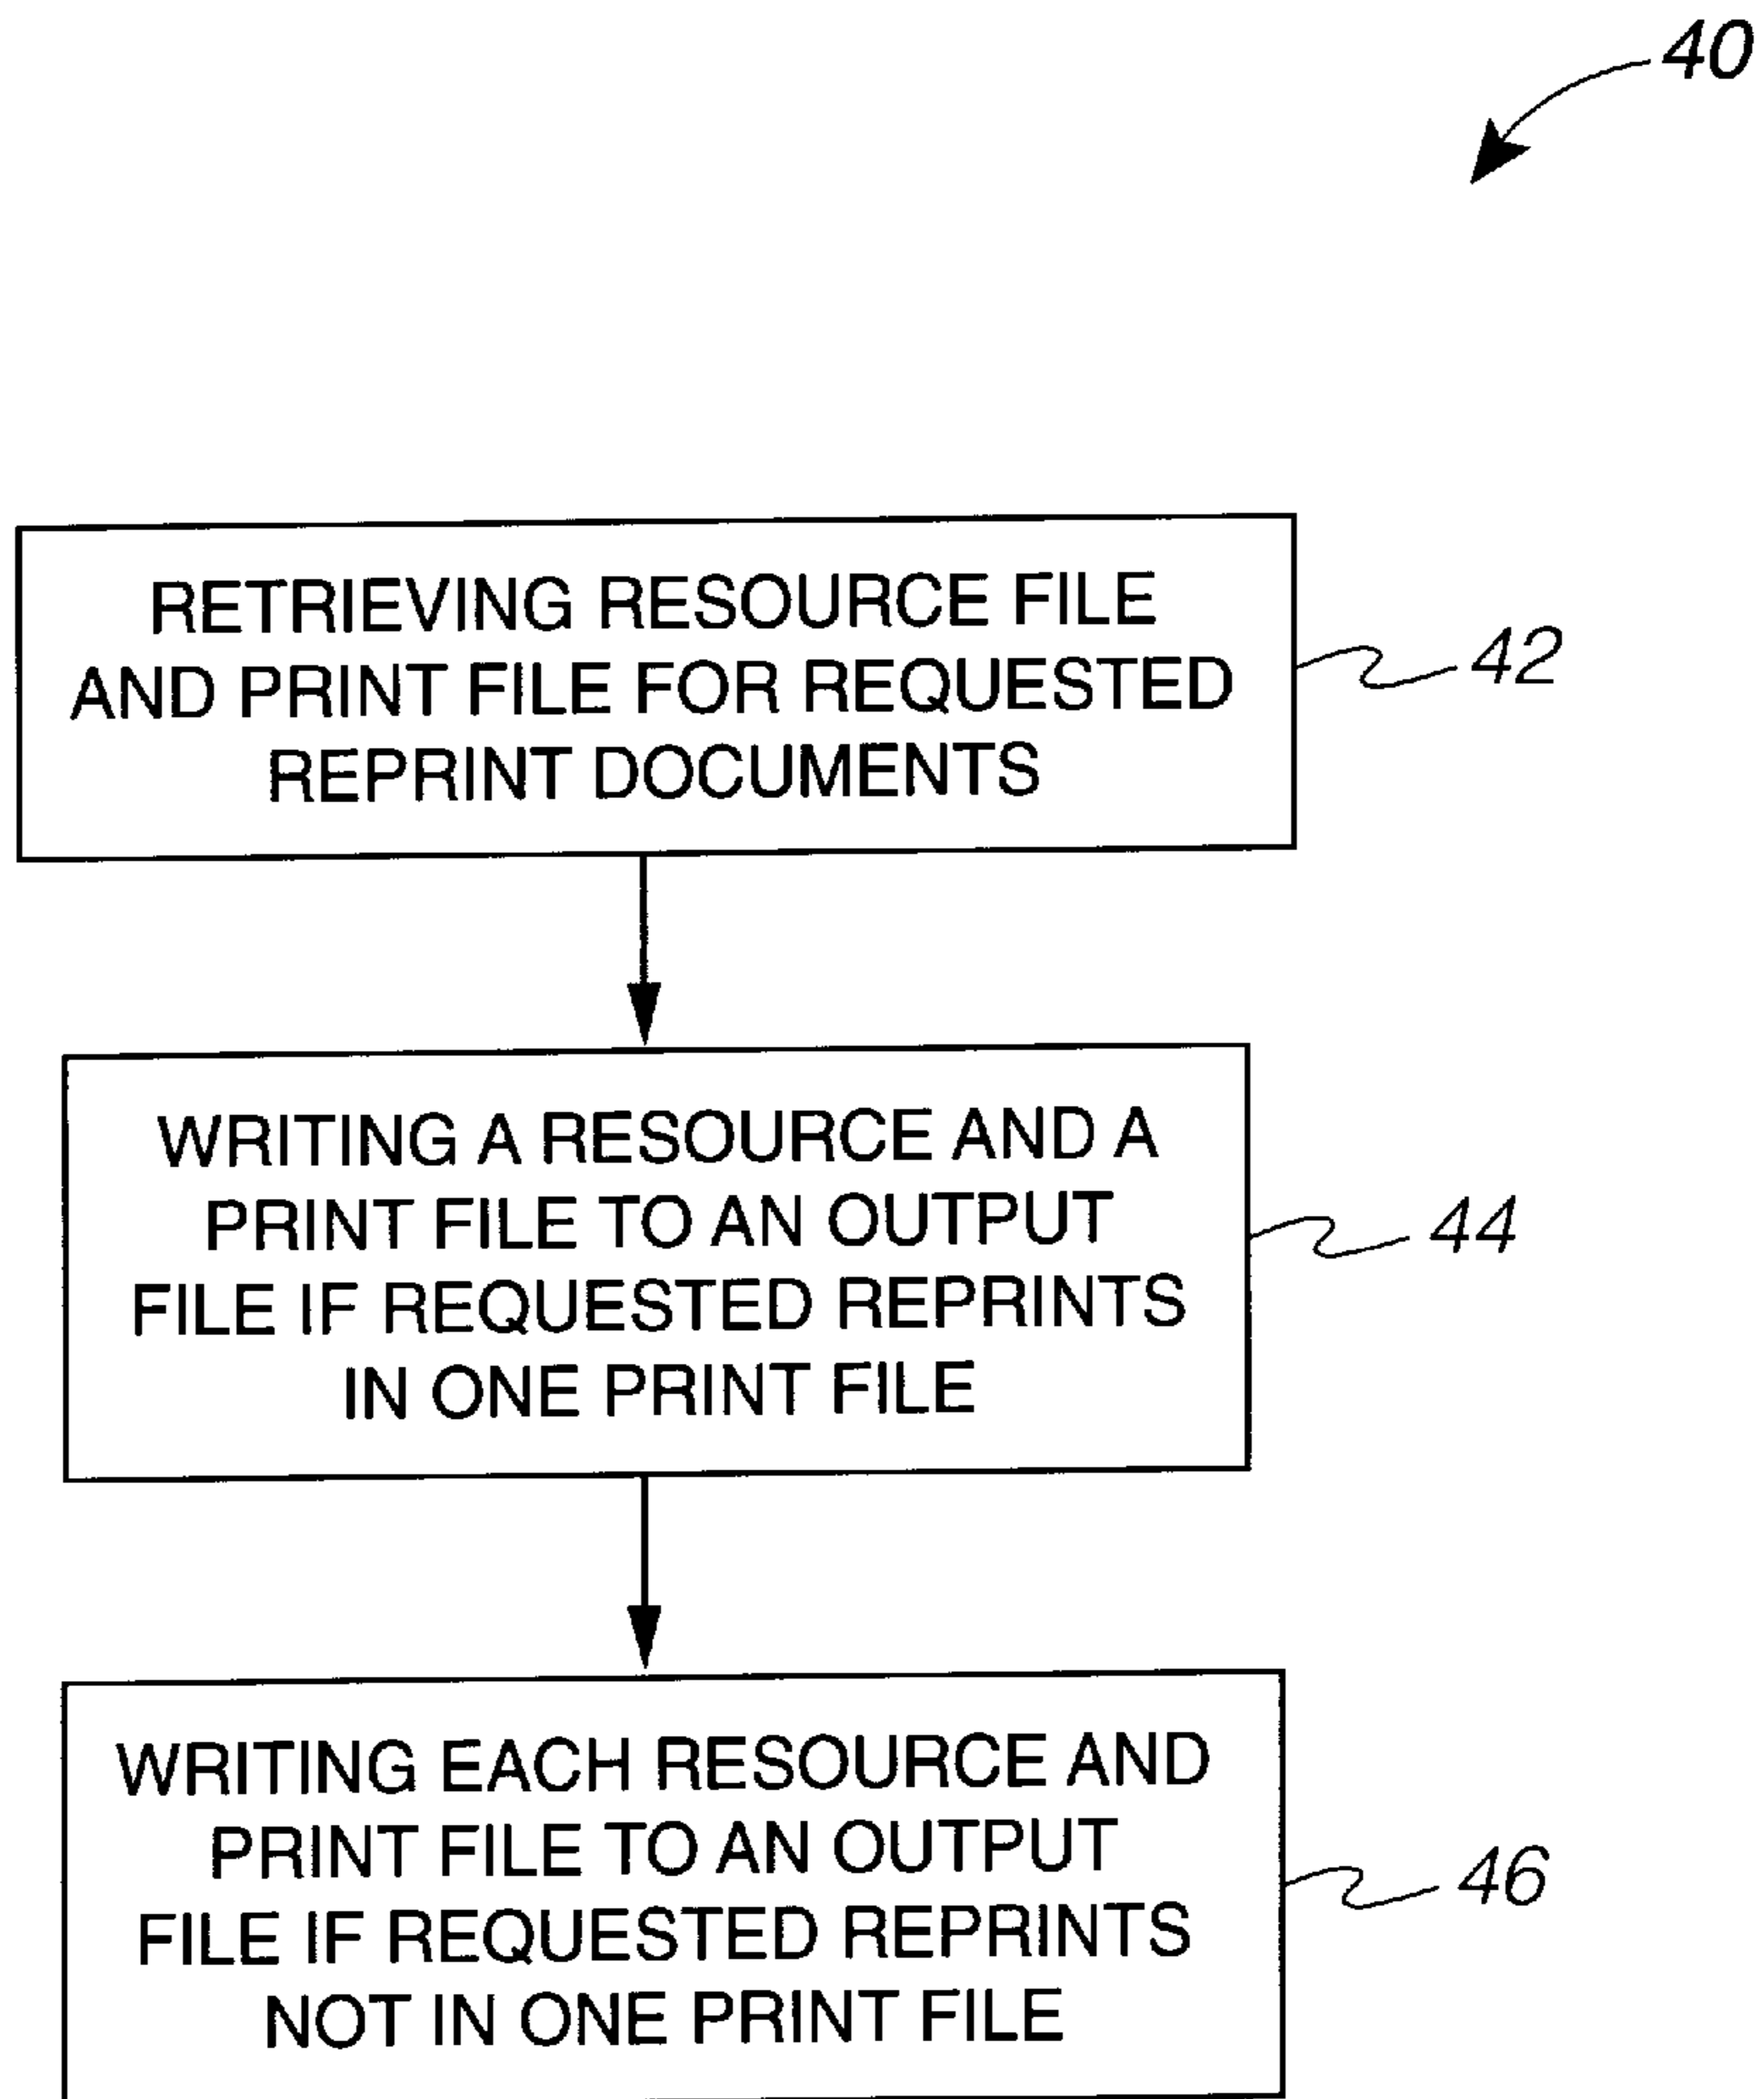 40
RETRIEVING RESOURCE FILE
AND PRINT FILE FOR REQUESTED
REPRINT DOCUMENTS
42
WRITING A RESOURCE AND A
PRINT FILE TO AN OUTPUT
FILE IF REQUESTED REPRINTS
IN ONE PRINT FILE
44
WRITING EACH RESOURCE AND
PRINT FILE TO AN OUTPUT
FILE IF REQUESTED REPRINTS
NOT IN ONE PRINT FILE
46